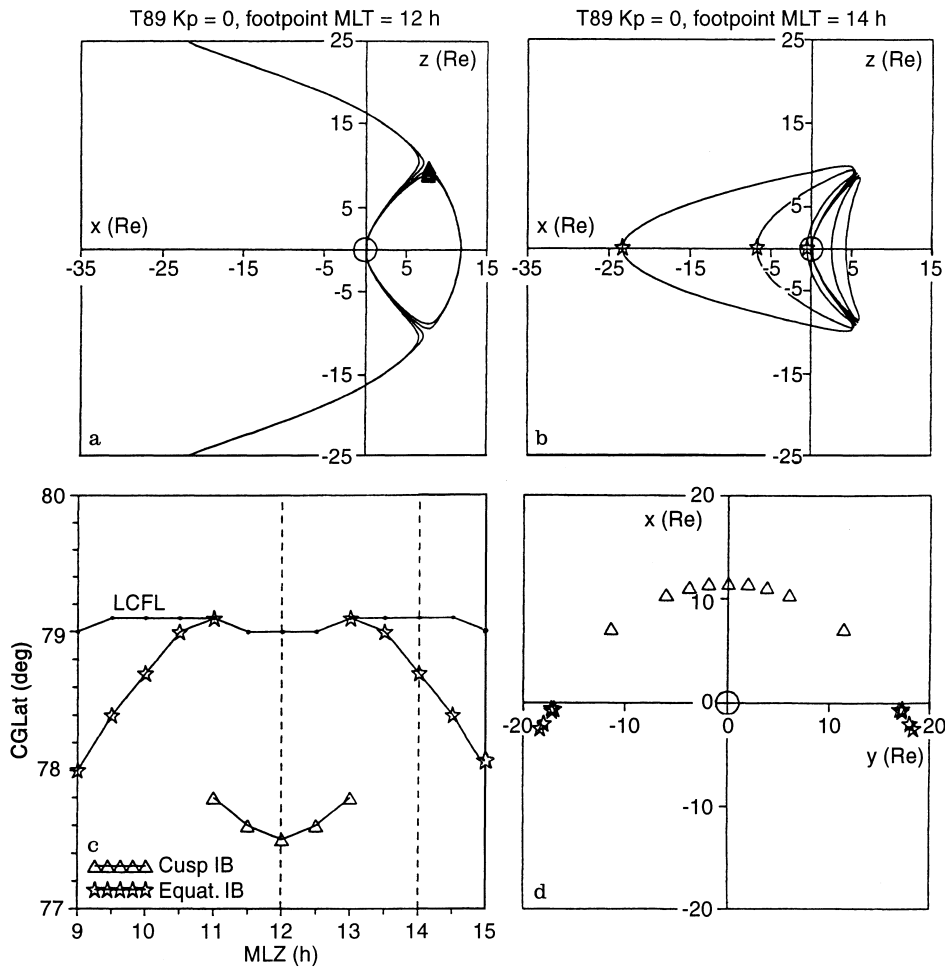 T89 Kp = 0, footpoint MLT = 12 h
25
z (Re)
15
5
x (Re)
-35
-25
-15
-5
5
15
-5
-15
a
-25
T89 Kp = 0, footpoint MLT = 14 h
25
z (Re)
15
5
x (Re)
-35
-25
-15
-5
5
15
-5
-15
b
-25
80
79
78
77
CGLat (deg)
LCFL
c
Cusp IB
Equat. IB
9
10
11
12
13
14
15
MLZ (h)
20
x (Re)
10
0
-20
-10
0
10
20
y (Re)
-10
d
-20